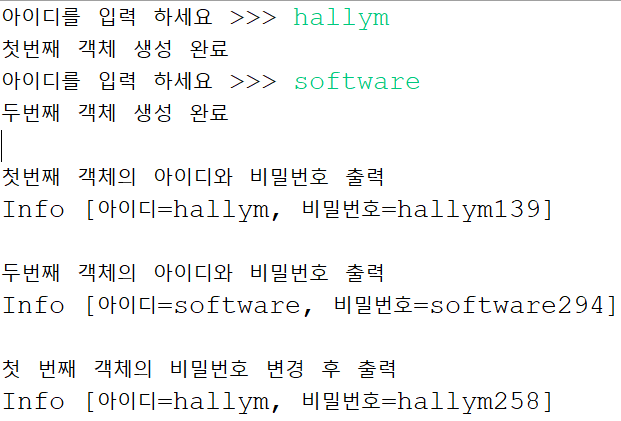 아이디를 입력 하세요 >>> hallym
첫번째 객체 생성 완료
아이디를 입력 하세요 >>> software
두번째 객체 생성 완료
첫번째 객체의 아이디와 비밀번호 출력
Info [아이디=hallym, 비밀번호=hallym139]
두번째 객체의 아이디와 비밀번호 출력
Info [아이디=software, 비밀번호=software294]
첫 번째 객체의 비밀번호 변경 후 출력
Info [아이디=hallym, 비밀번호=hallym258]